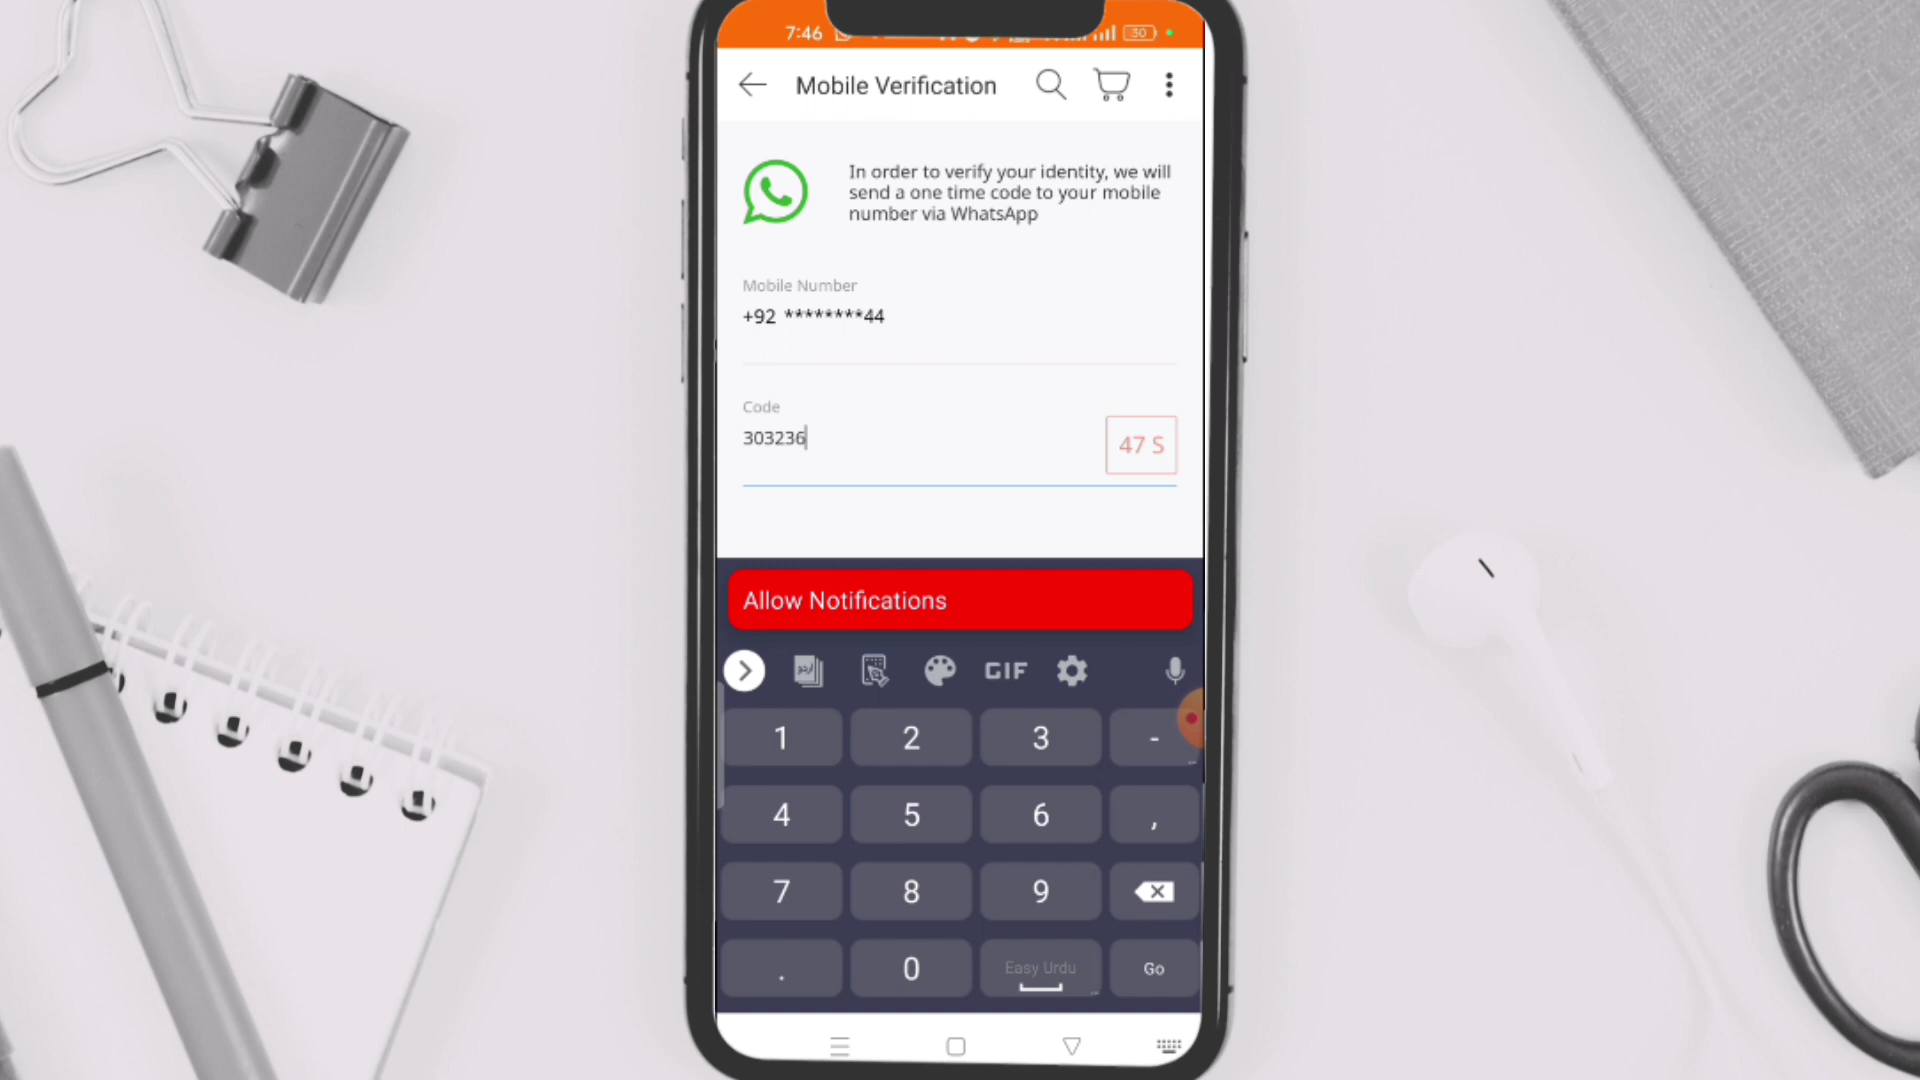 7:46
30
Mobile Verification
In order to verify your identity, we will
send a one time code to your mobile
number via WhatsApp
Mobile Number
+92 ********44
Code
303236
47 S
Allow Notifications
GIF
1 2 3 -
4 5 6 ,
7 8 9
. 0 Easy Urdu Go